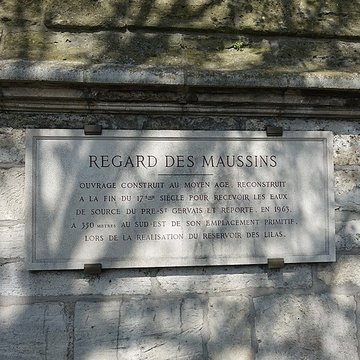 REGARD DES MAUSSINS
OUVRAGE CONSTRUIT AU MOYEN AGE, RECONSTRUIT
A LA FIN DU 17EME SIÈCLE POUR RECEVOIR LES EAUX
DE SOURCE DU PRE-ST GERVAIS ET REPORTE, EN 1963,
A 350 METRES AU SUD-EST DE SON EMPLACEMENT PRIMITIF,
LORS DE LA REALISATION DU RESERVOIR DES LILAS.